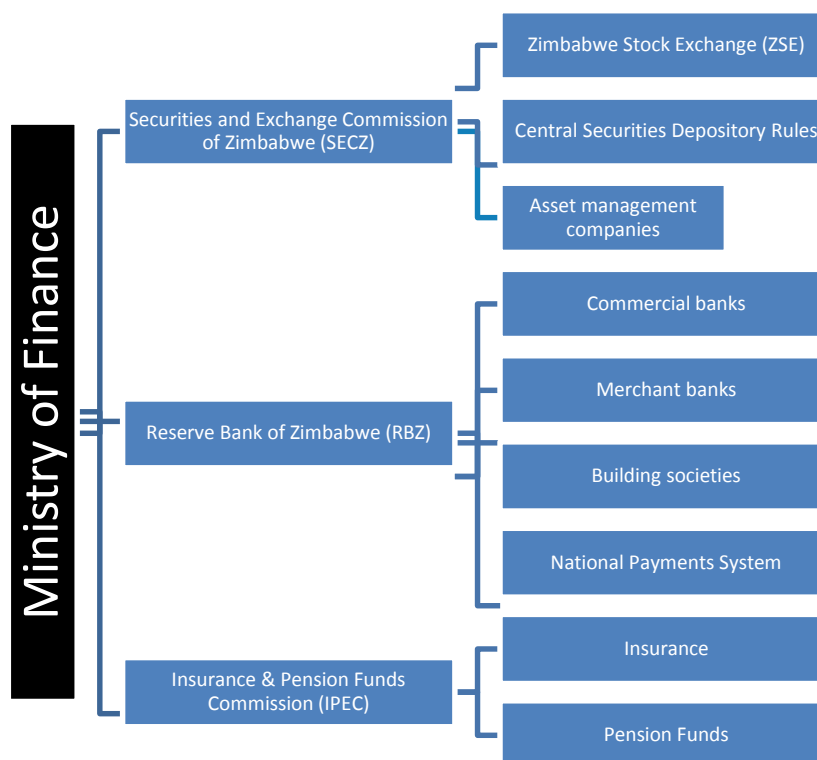 Ministry of Finance
Securities and Exchange Commission
of Zimbabwe (SECZ)
Zimbabwe Stock Exchange (ZSE)
Central Securities Depository Rules
Asset management
companies
Reserve Bank of Zimbabwe (RBZ)
Commercial banks
Merchant banks
Building societies
National Payments System
Insurance & Pension Funds
Commission (IPEC)
Insurance
Pension Funds